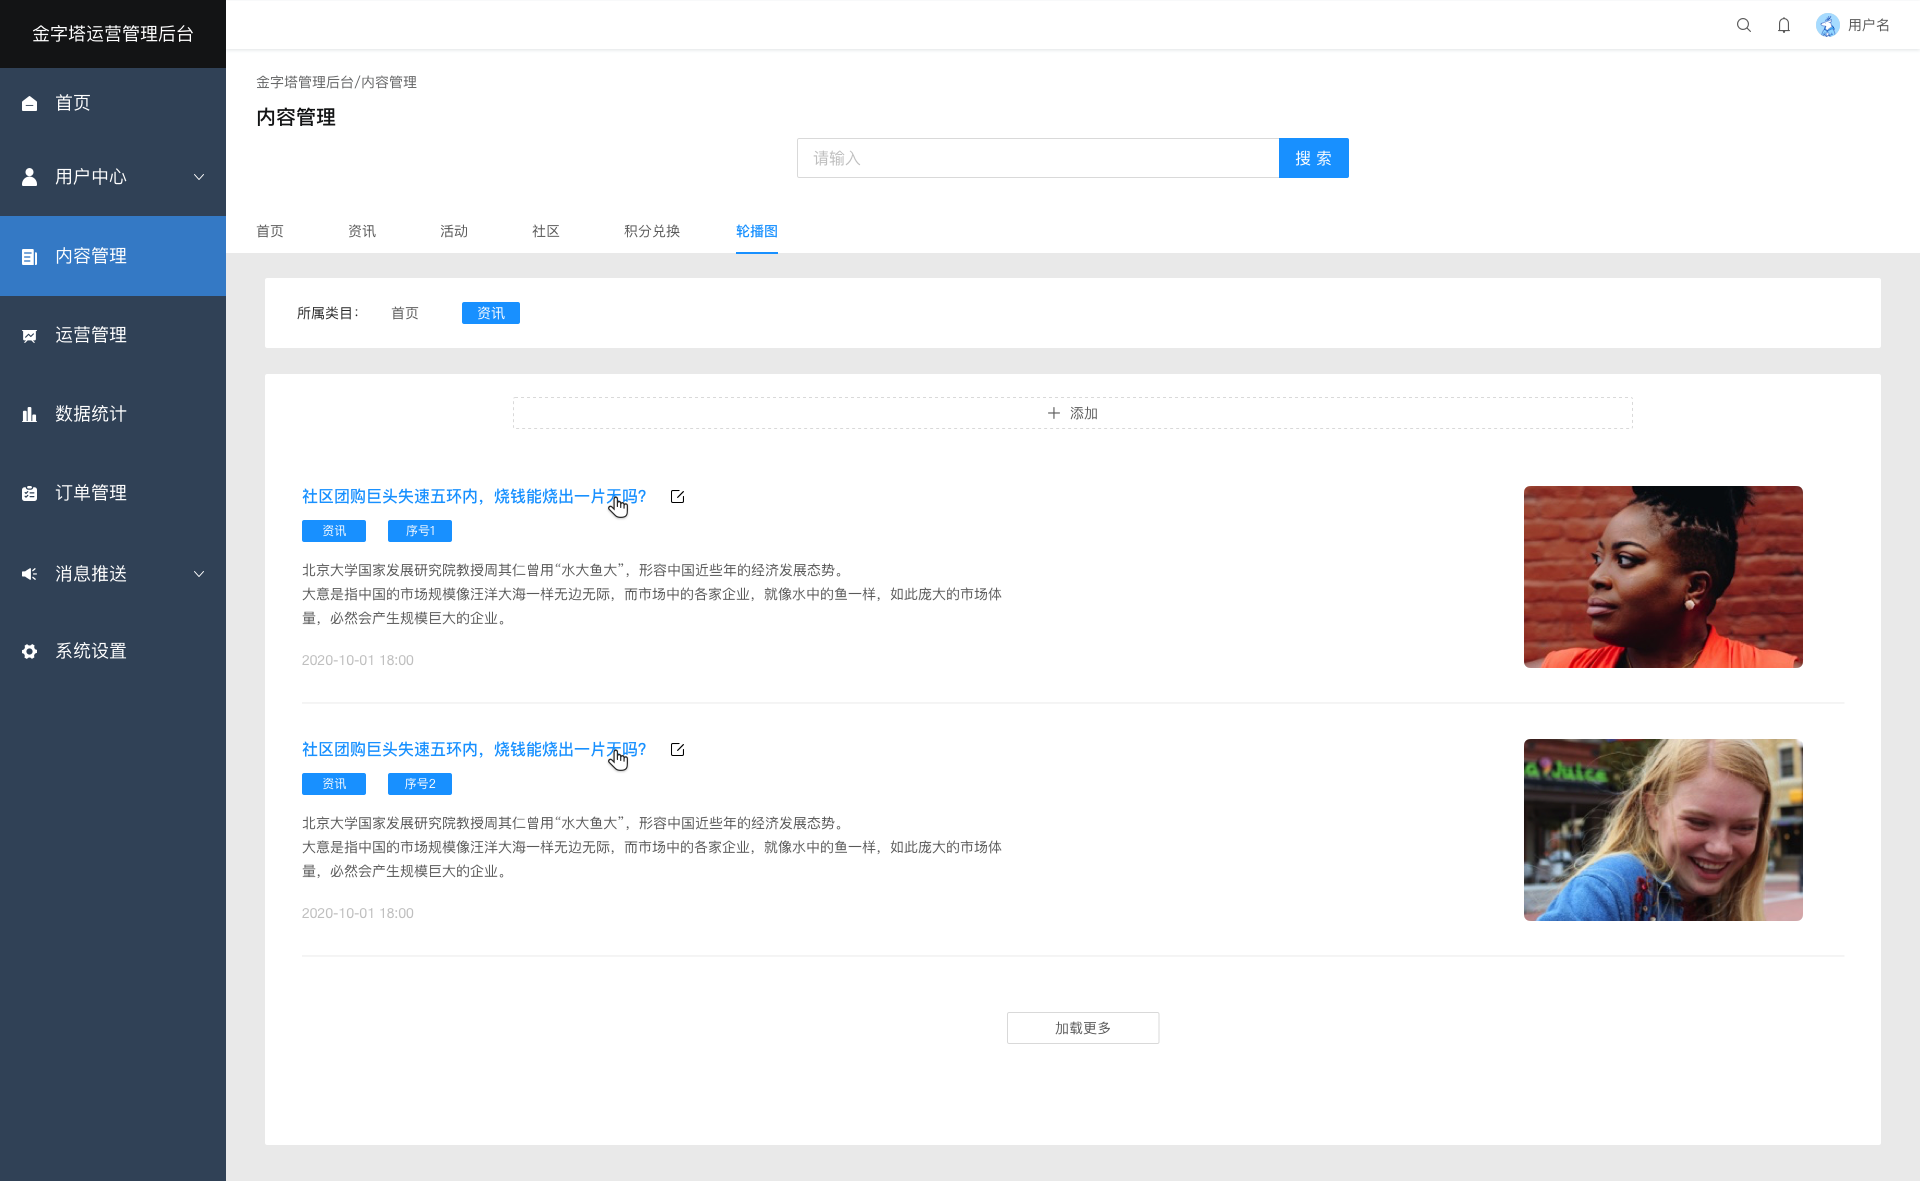 金字塔运营管理后台
用户名
首页
用户中心
内容管理
运营管理
数据统计
订单管理
消息推送
系统设置
金字塔管理后台/内容管理
内容管理
请输入 搜 索
首页 资讯 活动 社区 积分兑换 轮播图
所属类目： 首页 资讯
添加
社区团购巨头失速五环内，烧钱能烧出一片天吗？
资讯 序号1
北京大学国家发展研究院教授周其仁曾用“水大鱼大”，形容中国近些年的经济发展态势。
大意是指中国的市场规模像汪洋大海一样无边无际，而市场中的各家企业，就像水中的鱼一样，如此庞大的市场体
量，必然会产生规模巨大的企业。
2020-10-01 18:00
社区团购巨头失速五环内，烧钱能烧出一片天吗？
资讯 序号2
北京大学国家发展研究院教授周其仁曾用“水大鱼大”，形容中国近些年的经济发展态势。
大意是指中国的市场规模像汪洋大海一样无边无际，而市场中的各家企业，就像水中的鱼一样，如此庞大的市场体
量，必然会产生规模巨大的企业。
2020-10-01 18:00
Juice
加载更多